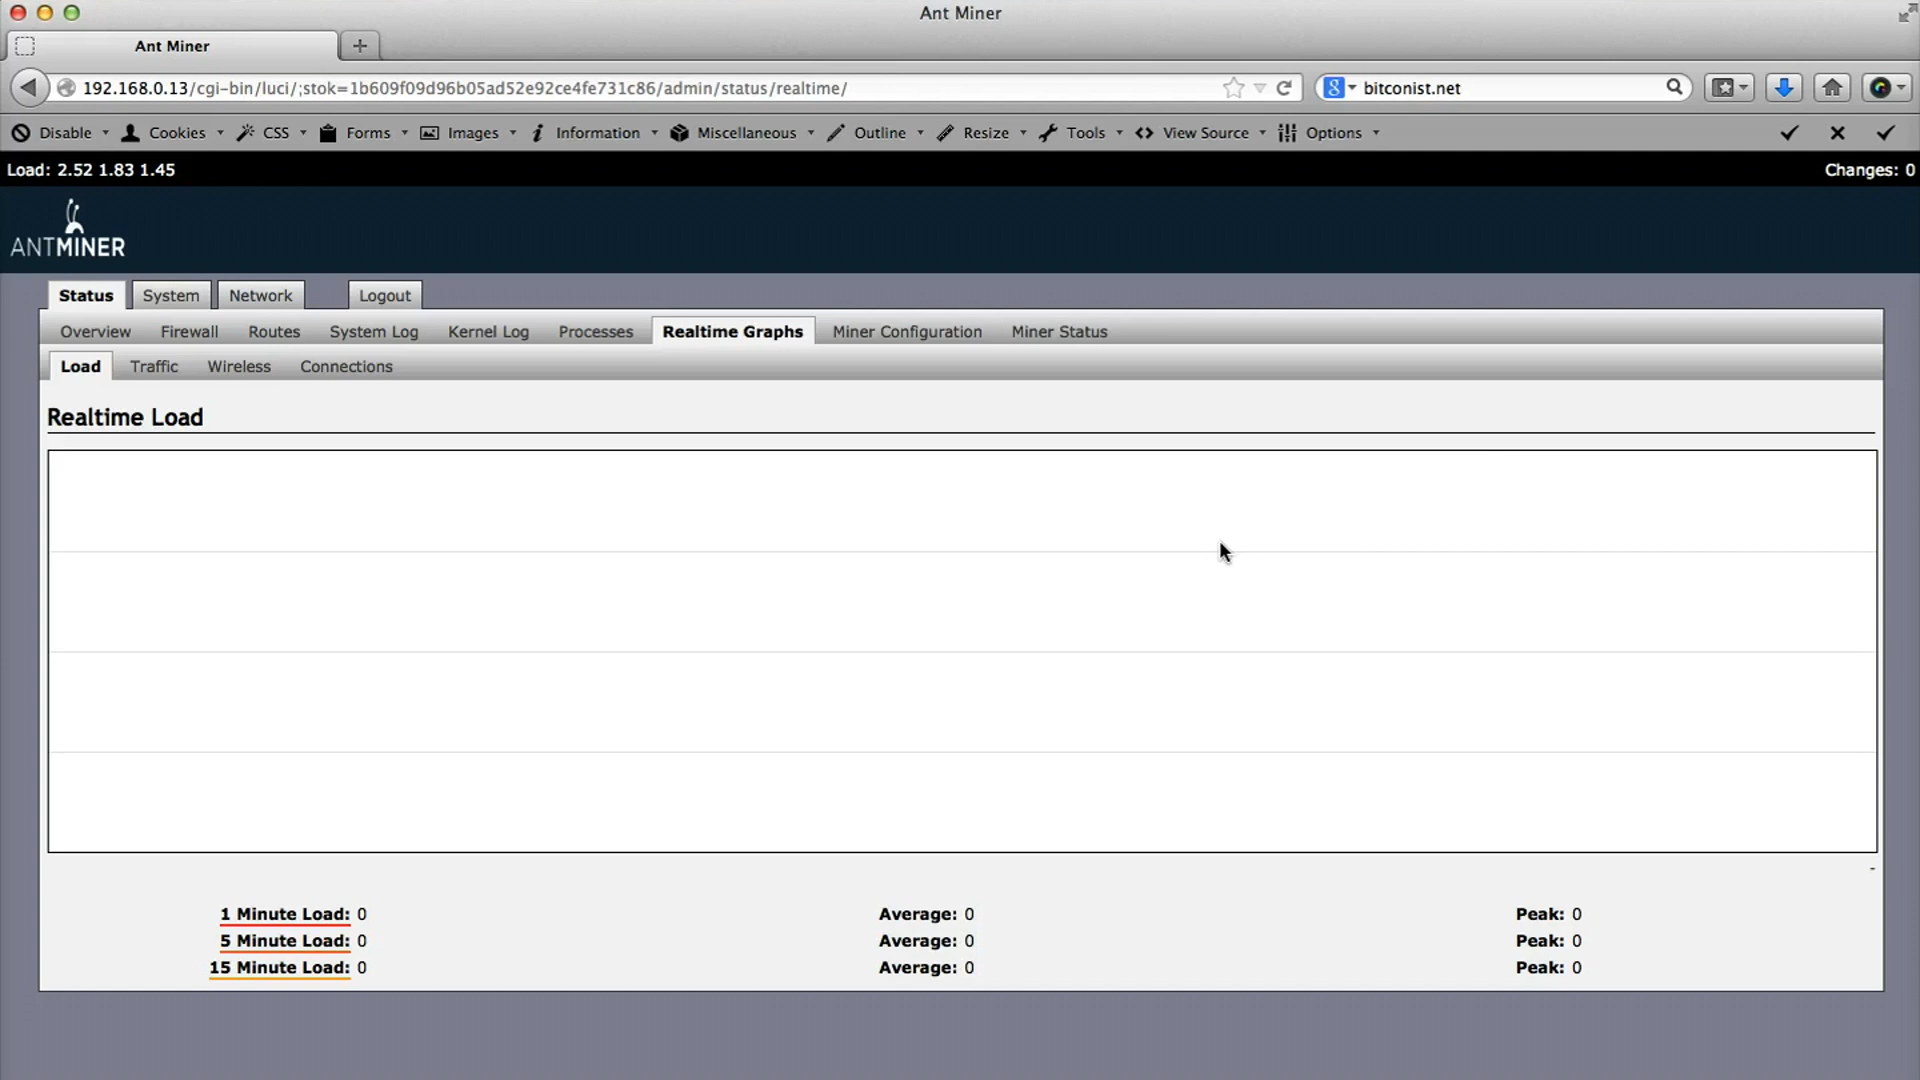 Ant Miner
Ant Miner
192.168.0.13/cgi-bin/luci/;stok=1b609f09d96b05ad52e92ce4fe731c86/admin/status/realtime/ bitconist.net
Disable Cookies CSS Forms Images Information Miscellaneous Outline Resize Tools View Source Options
Load: 2.52 1.83 1.45 Changes: 0
ANTMINER
Status System Network Logout
Overview Firewall Routes System Log Kernel Log Processes Realtime Graphs Miner Configuration Miner Status
Load Traffic Wireless Connections
Realtime Load
-
1 Minute Load: 0 Average: 0 Peak: 0
5 Minute Load: 0 Average: 0 Peak: 0
15 Minute Load: 0 Average: 0 Peak: 0